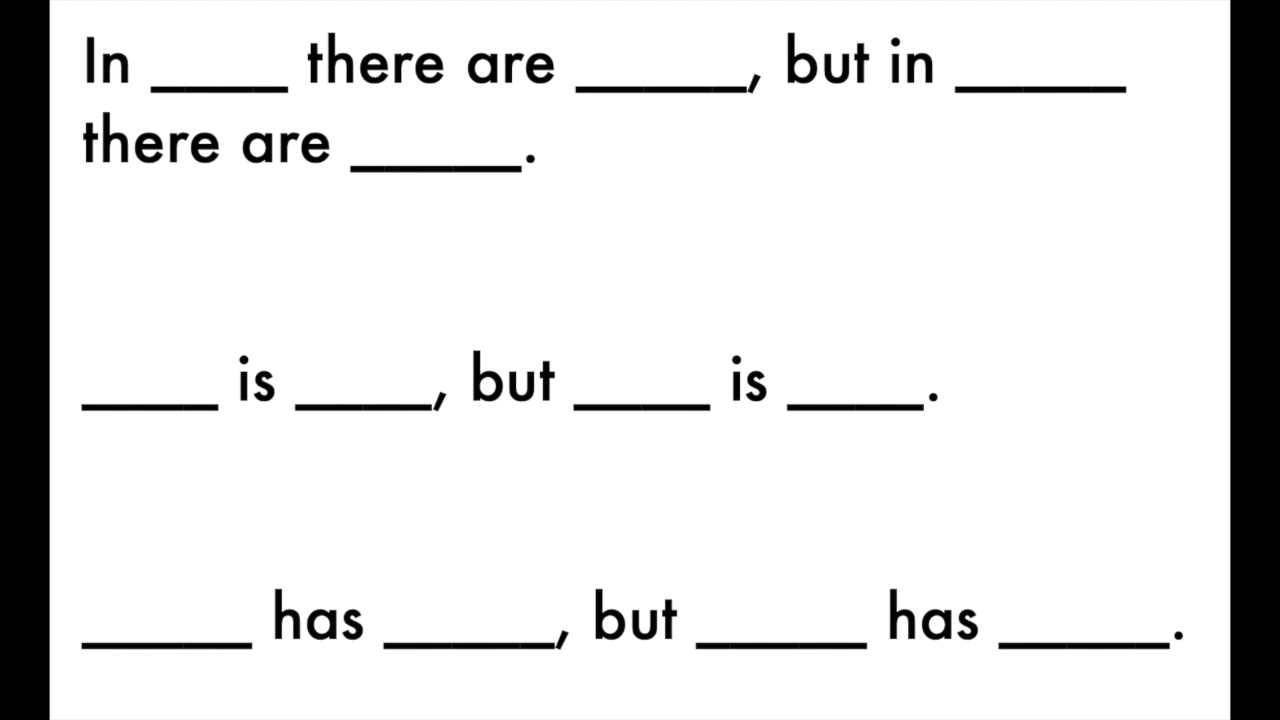 In ____ there are _____, but in _____
there are _____.
____ is ____, but ____ is ____.
_____ has _____, but _____ has _____.